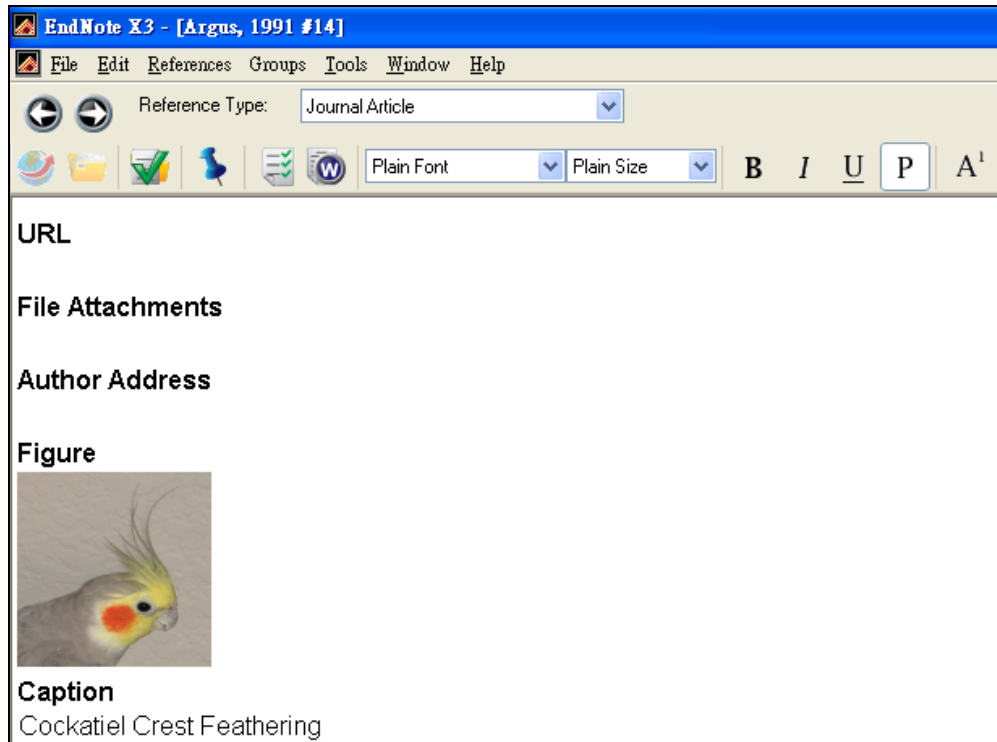 EndNote X3 - [Argus, 1991 #14]
File Edit References Groups Tools Window Help
Reference Type: Journal Article
Plain Font Plain Size B I U P A1
URL
File Attachments
Author Address
Figure
Caption
Cockatiel Crest Feathering